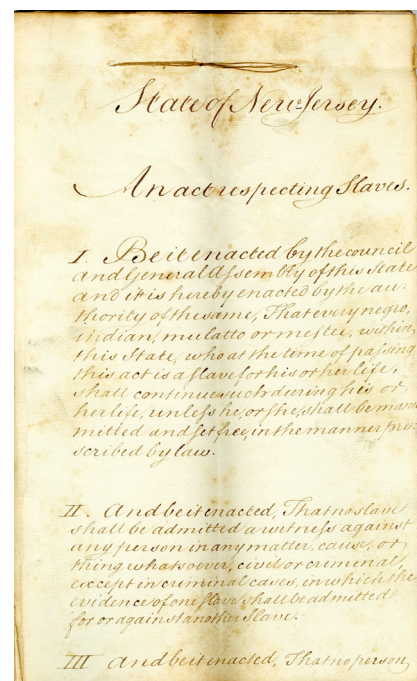 State of New-Jersey.
An act respecting Slaves.
I. Be it enacted by the council
and General Assembly of this State
and it is hereby enacted by the au-
thority of the same, That every negro,
indian, mulatto or mestee, within
this State, who at the time of passing
this act is a slave for his or her life,
shall continue such during his or
her life, unless he, or she, shall be manu
mitted and set free, in the manner pre-
scribed by law.
II. And be it enacted, That no slave
shall be admitted a witness against
any person in any matter, cause, or
thing whatsoever, civil or criminal,
except in criminal cases, in which the
evidence of one slave shall be admitted
for or against another slave.
III And be it enacted, That no person